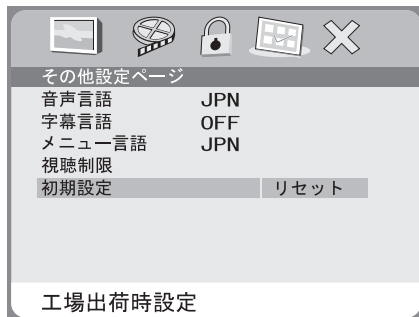 その他設定ページ
音声言語 JPN
字幕言語 OFF
メニュー言語 JPN
視聴制限
初期設定 リセット
工場出荷時設定